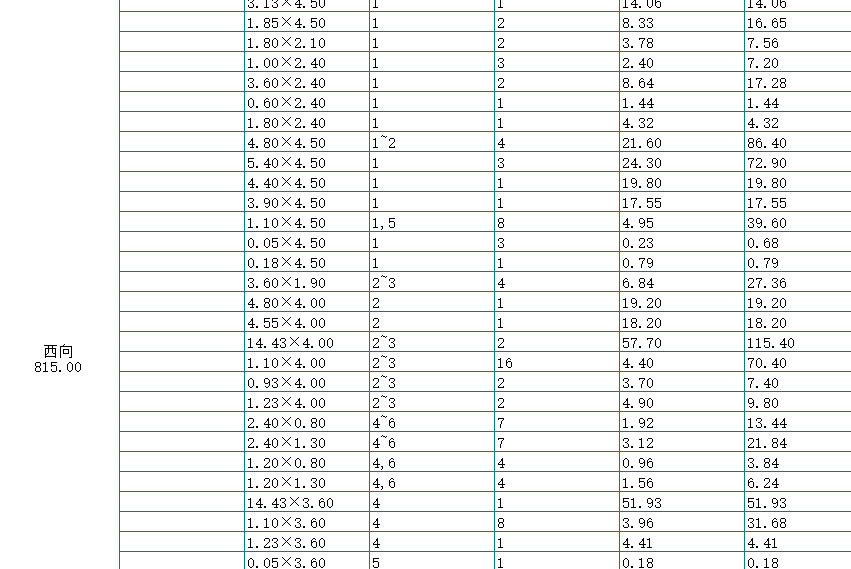 3.13×4.50 1 1 14.06 14.06
1.85×4.50 1 2 8.33 16.65
1.80×2.10 1 2 3.78 7.56
1.00×2.40 1 3 2.40 7.20
3.60×2.40 1 2 8.64 17.28
0.60×2.40 1 1 1.44 1.44
1.80×2.40 1 1 4.32 4.32
4.80×4.50 1~2 4 21.60 86.40
5.40×4.50 1 3 24.30 72.90
4.40×4.50 1 1 19.80 19.80
3.90×4.50 1 1 17.55 17.55
1.10×4.50 1,5 8 4.95 39.60
0.05×4.50 1 3 0.23 0.68
0.18×4.50 1 1 0.79 0.79
3.60×1.90 2~3 4 6.84 27.36
4.80×4.00 2 1 19.20 19.20
4.55×4.00 2 1 18.20 18.20
14.43×4.00 2~3 2 57.70 115.40
西向
815.00
1.10×4.00 2~3 16 4.40 70.40
0.93×4.00 2~3 2 3.70 7.40
1.23×4.00 2~3 2 4.90 9.80
2.40×0.80 4~6 7 1.92 13.44
2.40×1.30 4~6 7 3.12 21.84
1.20×0.80 4,6 4 0.96 3.84
1.20×1.30 4,6 4 1.56 6.24
14.43×3.60 4 1 51.93 51.93
1.10×3.60 4 8 3.96 31.68
1.23×3.60 4 1 4.41 4.41
0.05×3.60 5 1 0.18 0.18